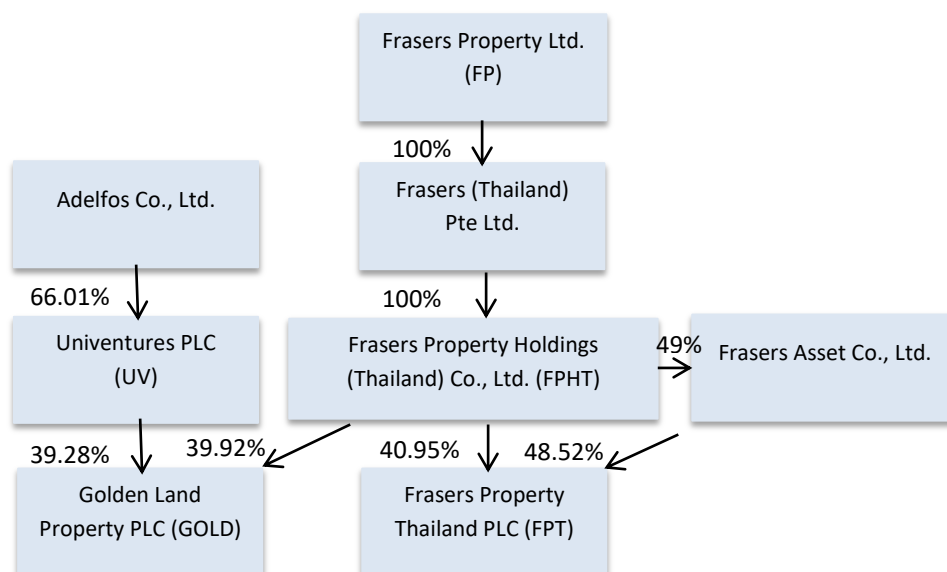 Frasers Property Ltd.
(FP)
100%
Adelfos Co., Ltd.
Frasers (Thailand)
Pte Ltd.
66.01%
100%
Univentures PLC
(UV)
Frasers Property Holdings
(Thailand) Co., Ltd. (FPHT)
49%
Frasers Asset Co., Ltd.
39.28%
39.92%
40.95%
48.52%
Golden Land
Property PLC (GOLD)
Frasers Property
Thailand PLC (FPT)